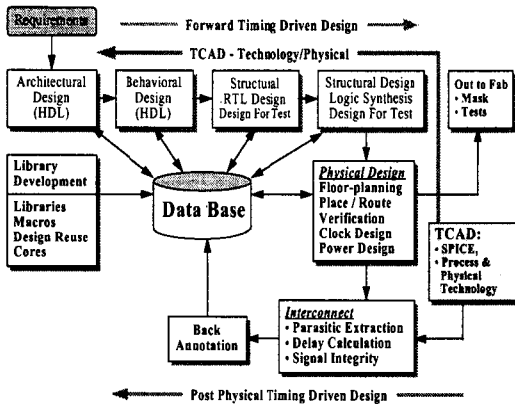 Requirements
Forward Timing Driven Design
TCAD - Technology/Physical
Architectural
Design
(HDL)
Behavioral
Design
(HDL)
Structual
RTL Design
Design For Test
Structural Design
Logic Synthesis
Design For Test
Out to Fab
• Mask
• Tests
Library
Development
Libraries
Macros
Design Reuse
Cores
Data Base
Physical Design
Floor-planning
Place / Route
Verification
Clock Design
Power Design
TCAD:
• SPICE,
• Process &
Physical
Technology
Back
Annotation
Interconnect
• Parasitic Extraction
• Delay Calculation
• Signal Integrity
Post Physical Timing Driven Design